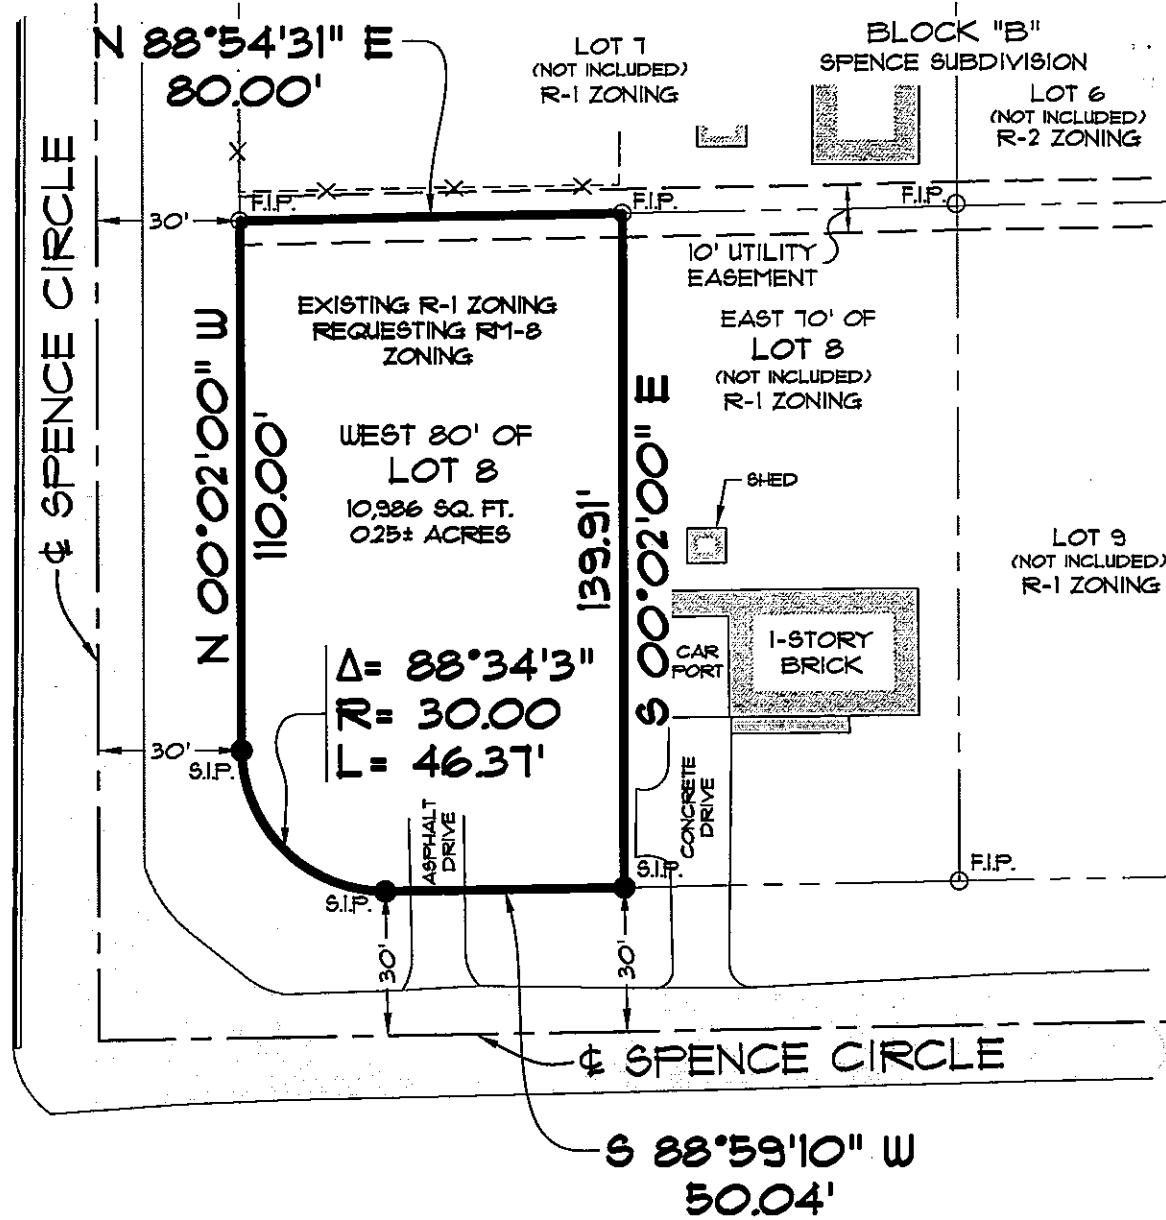 N 88°54'31" E
80.00'
LOT 7
(NOT INCLUDED)
R-1 ZONING
BLOCK "B"
SPENCE SUBDIVISION
LOT 6
(NOT INCLUDED)
R-2 ZONING
F.I.P.
F.I.P.
F.I.P.
30'
10' UTILITY
EASEMENT
₵ SPENCE CIRCLE
EXISTING R-1 ZONING
REQUESTING RM-8
ZONING
EAST 70' OF
LOT 8
(NOT INCLUDED)
R-1 ZONING
N 00°02'00" W
110.00'
WEST 80' OF
LOT 8
10,986 SQ. FT.
0.25± ACRES
139.91'
S 00°02'00" E
SHED
LOT 9
(NOT INCLUDED)
R-1 ZONING
CAR
PORT
1-STORY
BRICK
Δ= 88°34'3"
R= 30.00
L= 46.37'
30'
S.I.P.
ASPHALT
DRIVE
CONCRETE
DRIVE
S.I.P.
S.I.P.
F.I.P.
30'
30'
₵ SPENCE CIRCLE
S 88°59'10" W
50.04'